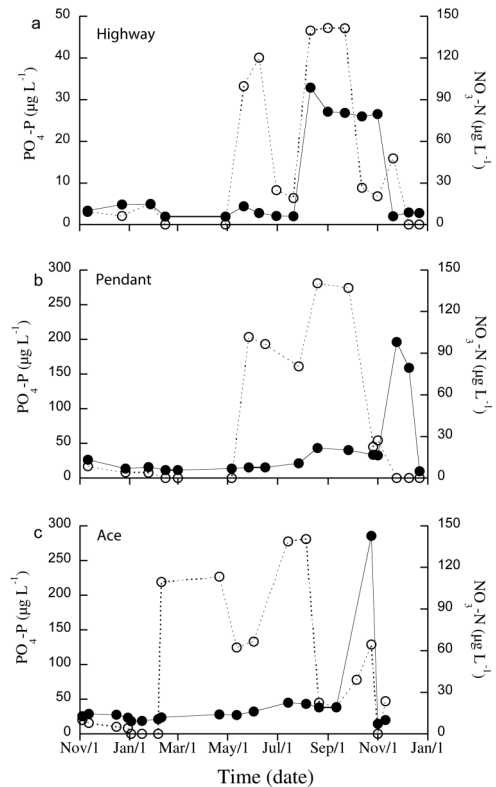 a
Highway
50
40
30
20
10
0
PO4-P (µg L-1)
150
120
90
60
30
0
NO3-N (µg L-1)
b
Pendant
300
250
200
150
100
50
0
PO4-P (µg L-1)
150
120
90
60
30
0
NO3-N (µg L-1)
c
Ace
300
250
200
150
100
50
0
PO4-P (µg L-1)
150
120
90
60
30
0
NO3-N (µg L-1)
Nov/1 Jan/1 Mar/1 May/1 Jul/1 Sep/1 Nov/1 Jan/1
Time (date)